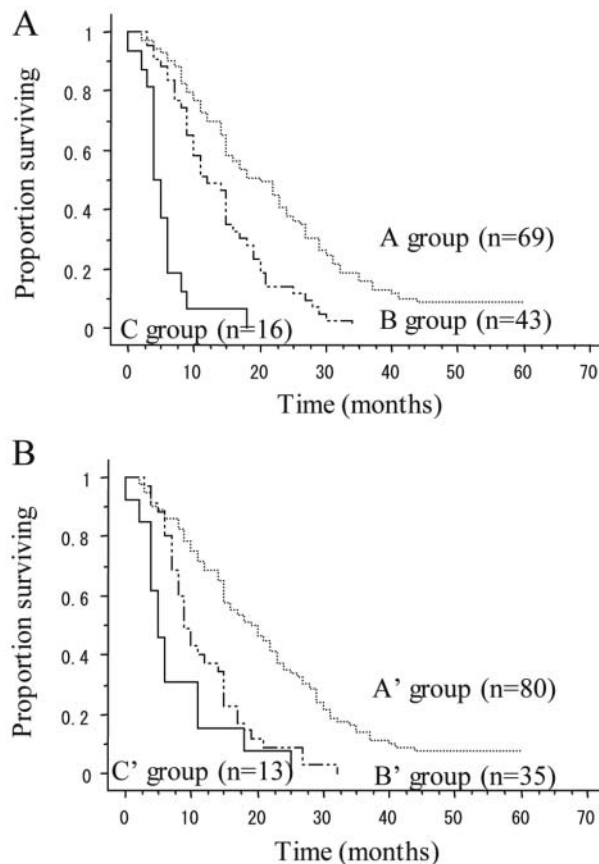 A
Proportion surviving
1
0.8
0.6
0.4
0.2
0
A group (n=69)
B group (n=43)
C group (n=16)
0 10 20 30 40 50 60 70
Time (months)
B
Proportion surviving
1
0.8
0.6
0.4
0.2
0
A' group (n=80)
B' group (n=35)
C' group (n=13)
0 10 20 30 40 50 60 70
Time (months)